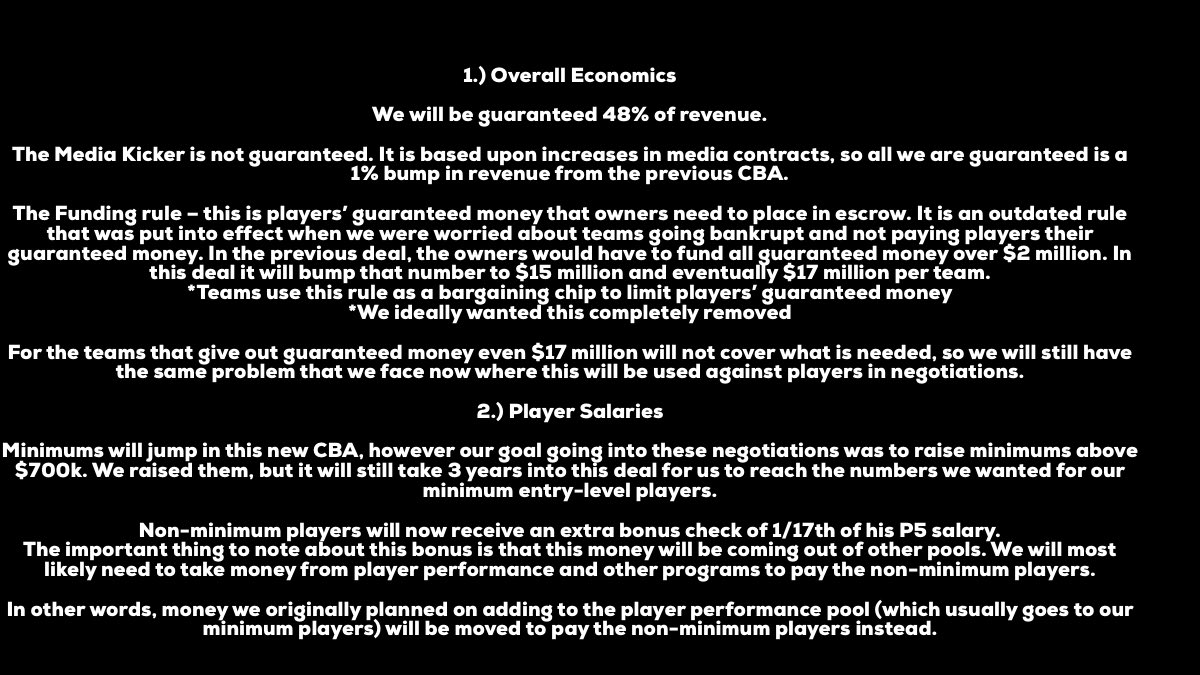 1.) Overall Economics
We will be guaranteed 48% of revenue.
The Media Kicker is not guaranteed. It is based upon increases in media contracts, so all we are guaranteed is a
1% bump in revenue from the previous CBA.
The Funding rule – this is players’ guaranteed money that owners need to place in escrow. It is an outdated rule
that was put into effect when we were worried about teams going bankrupt and not paying players their
guaranteed money. In the previous deal, the owners would have to fund all guaranteed money over $2 million. In
this deal it will bump that number to $15 million and eventually $17 million per team.
*Teams use this rule as a bargaining chip to limit players’ guaranteed money
*We ideally wanted this completely removed
For the teams that give out guaranteed money even $17 million will not cover what is needed, so we will still have
the same problem that we face now where this will be used against players in negotiations.
2.) Player Salaries
Minimums will jump in this new CBA, however our goal going into these negotiations was to raise minimums above
$700k. We raised them, but it will still take 3 years into this deal for us to reach the numbers we wanted for our
minimum entry-level players.
Non-minimum players will now receive an extra bonus check of 1/17th of his P5 salary.
The important thing to note about this bonus is that this money will be coming out of other pools. We will most
likely need to take money from player performance and other programs to pay the non-minimum players.
In other words, money we originally planned on adding to the player performance pool (which usually goes to our
minimum players) will be moved to pay the non-minimum players instead.